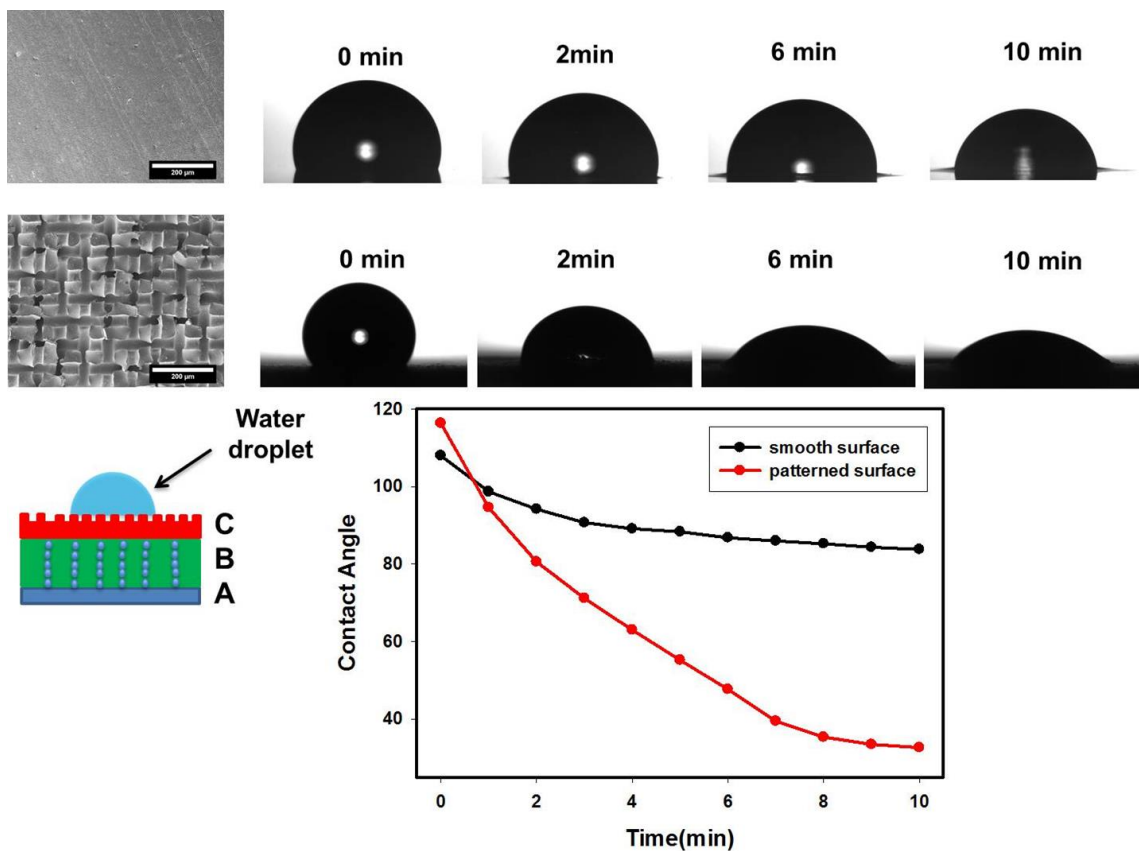 0 min
2min
6 min
10 min
200 µm
0 min
2min
6 min
10 min
200 µm
Water
droplet
C
B
A
120
100
80
60
40
Contact Angle
smooth surface
patterned surface
0
2
4
6
8
10
Time(min)